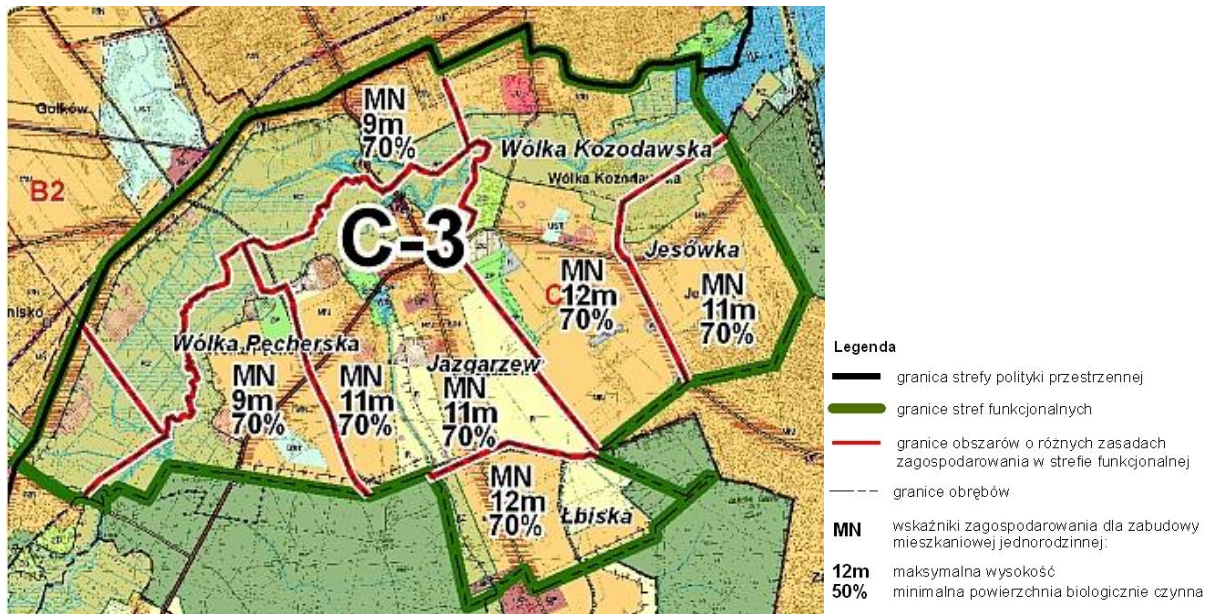 Gołków
MN
9m
70%
Wólka Kozodawska
Wólka Kozodawska
B2
C-3
Jesówka
MN
11m
70%
C
MN
12m
70%
Wólka Pęcherska
Jazgarzew
MN
9m
70%
MN
11m
70%
MN
11m
70%
MN
12m
70%
Łbiska
Legenda
granica strefy polityki przestrzennej
granice stref funkcjonalnych
granice obszarów o różnych zasadach
zagospodarowania w strefie funkcjonalnej
granice obrębów
MN wskaźniki zagospodarowania dla zabudowy
mieszkaniowej jednorodzinnej:
12m maksymalna wysokość
50% minimalna powierzchnia biologicznie czynna